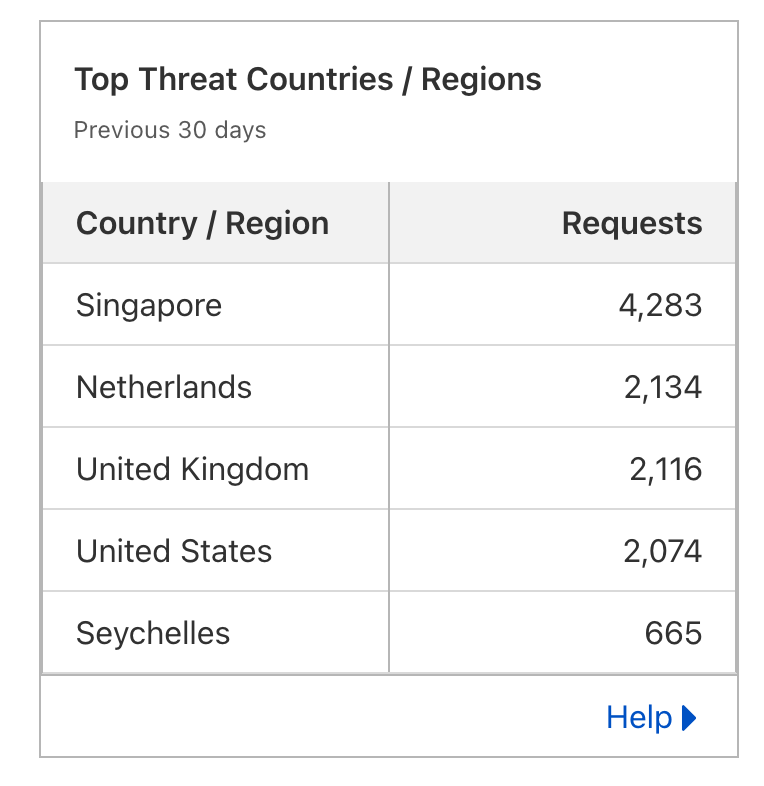 Top Threat Countries / Regions
Previous 30 days
Country / Region Requests
Singapore 4,283
Netherlands 2,134
United Kingdom 2,116
United States 2,074
Seychelles 665
Help